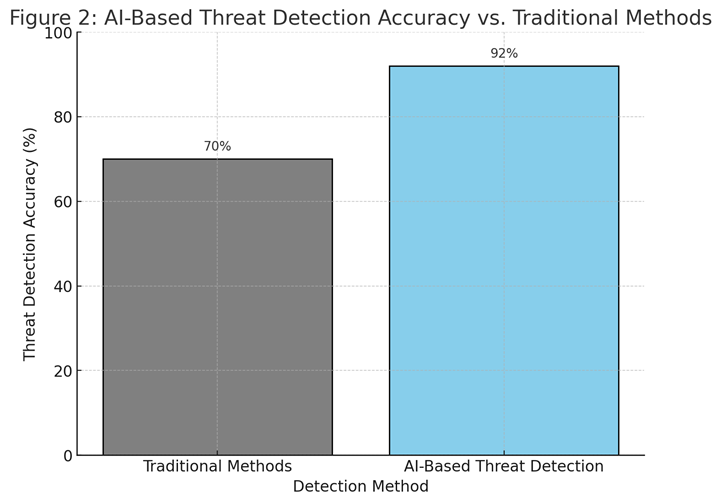 Figure 2: AI-Based Threat Detection Accuracy vs. Traditional Methods
100
92%
80
70%
60
40
20
0
Threat Detection Accuracy (%)
Traditional Methods
AI-Based Threat Detection
Detection Method